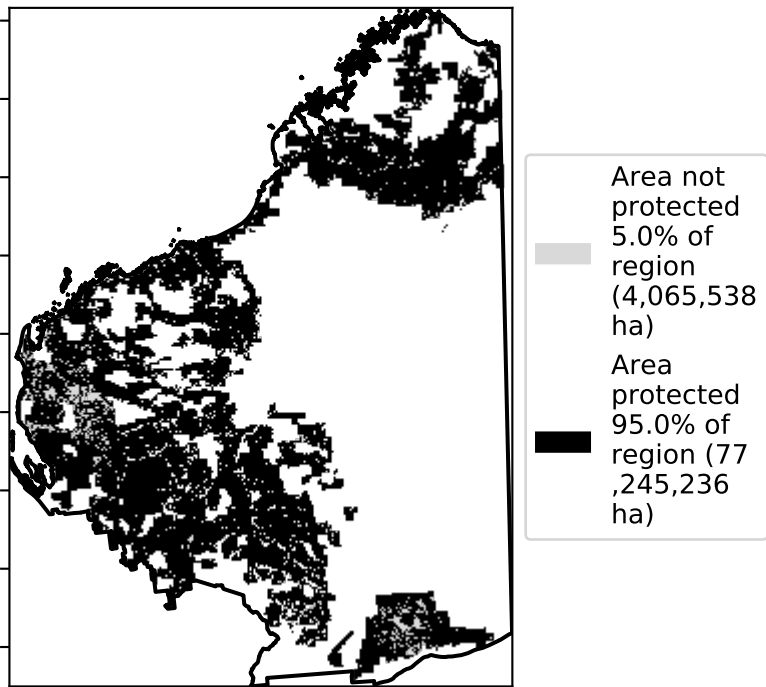 Area not
protected
5.0% of
region
(4,065,538
ha)
Area
protected
95.0% of
region (77
,245,236
ha)